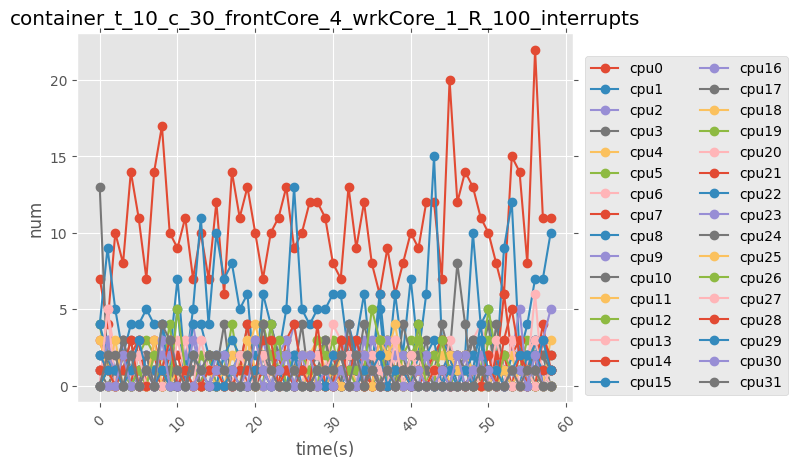 container_t_10_c_30_frontCore_4_wrkCore_1_R_100_interrupts
num
20
15
10
5
0
0
10
20
30
40
50
60
time(s)
cpu0
cpu1
cpu2
cpu3
cpu4
cpu5
cpu6
cpu7
cpu8
cpu9
cpu10
cpu11
cpu12
cpu13
cpu14
cpu15
cpu16
cpu17
cpu18
cpu19
cpu20
cpu21
cpu22
cpu23
cpu24
cpu25
cpu26
cpu27
cpu28
cpu29
cpu30
cpu31